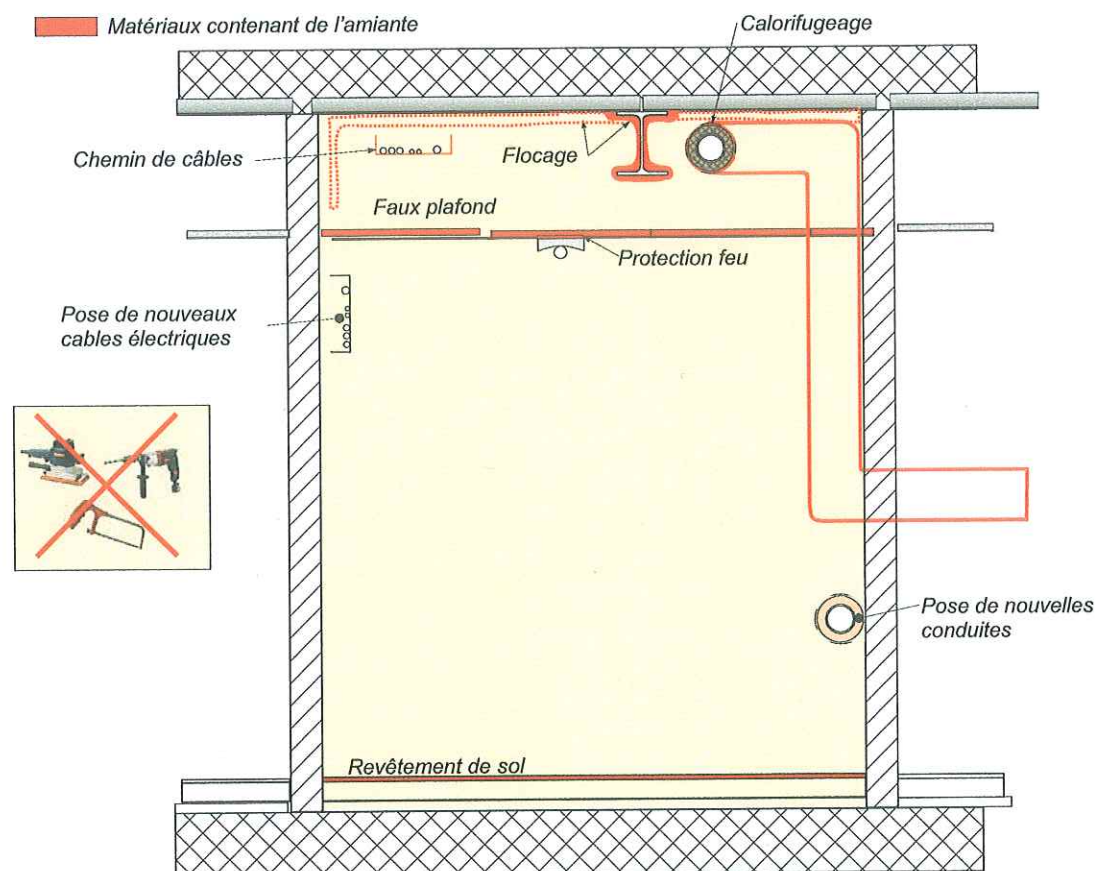 Matériaux contenant de l'amiante
Calorifugeage
Chemin de câbles
Flocage
Faux plafond
Protection feu
Pose de nouveaux
cables électriques
Pose de nouvelles
conduites
Revêtement de sol